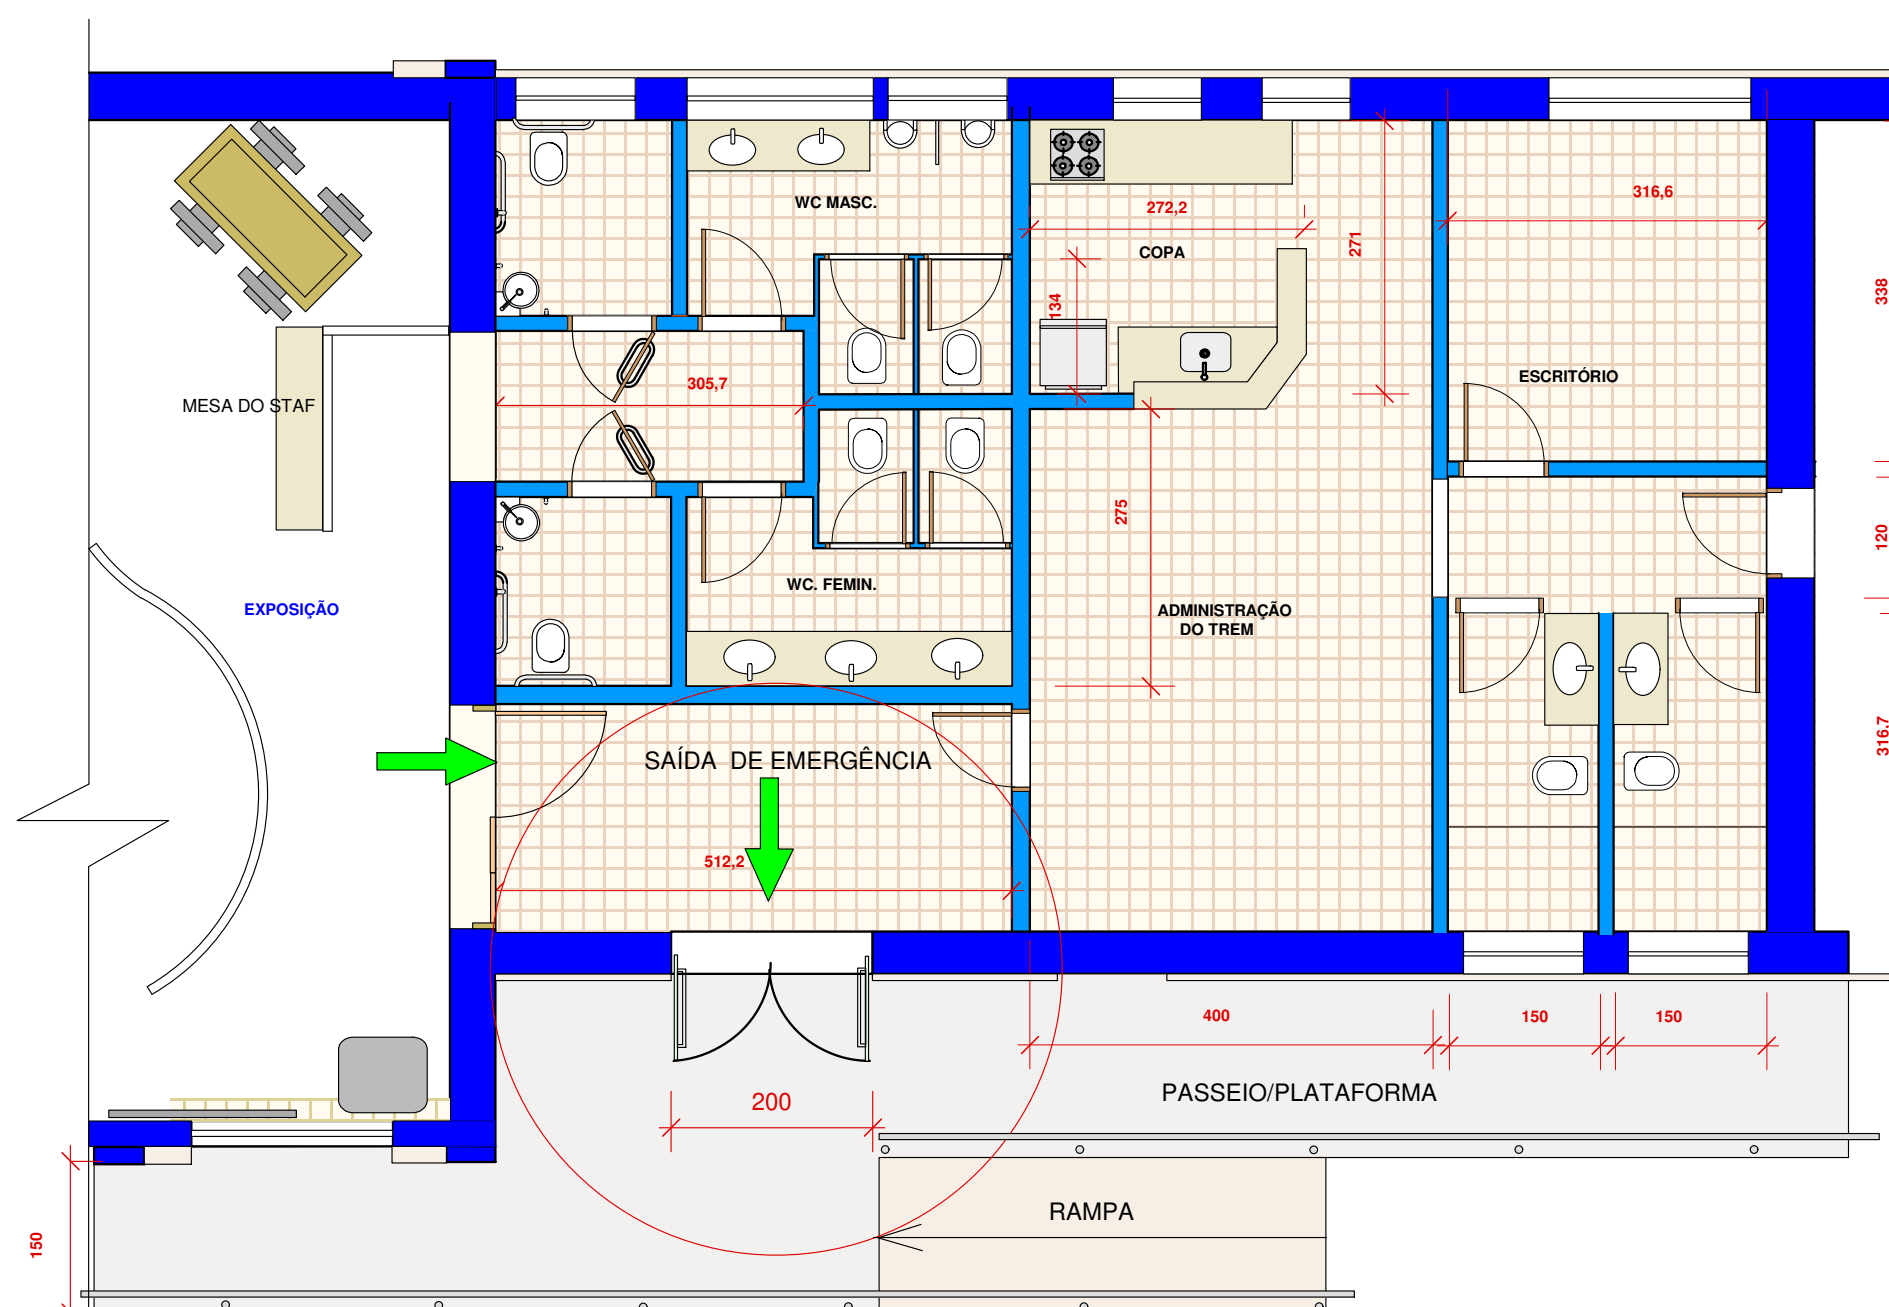 WC MASC.
272,2
316,6
COPA
271
338
134
305,7
ESCRITÓRIO
MESA DO STAF
275
120
WC. FEMIN.
EXPOSIÇÃO
ADMINISTRAÇÃO
DO TREM
316,7
SAÍDA DE EMERGÊNCIA
512,2
400
150
150
PASSEIO/PLATAFORMA
200
RAMPA
150